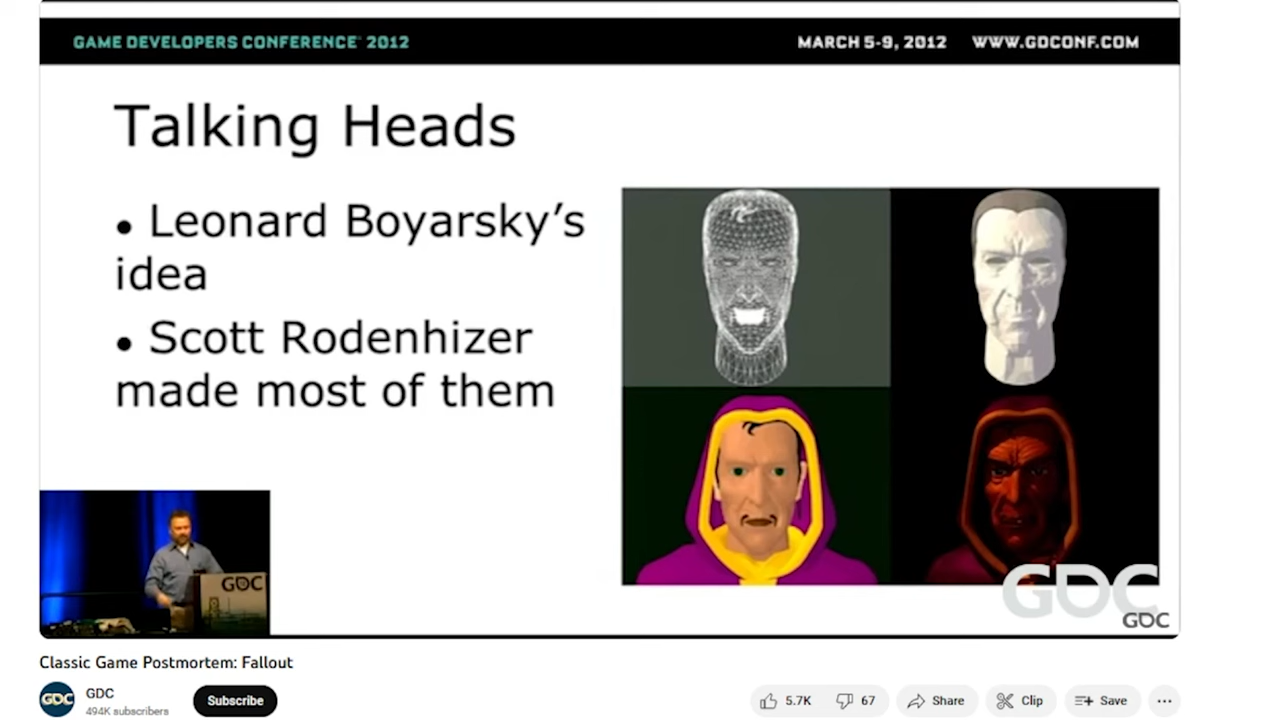 GAME DEVELOPERS CONFERENCE 2012 MARCH 5-9, 2012 WWW.GDCONF.COM
Talking Heads
• Leonard Boyarsky's
idea
• Scott Rodenhizer
made most of them
GDC
GDC
GDC
Classic Game Postmortem: Fallout
GDC
GDC
494K subscribers
Subscribe
5.7K 67 Share Clip Save ...